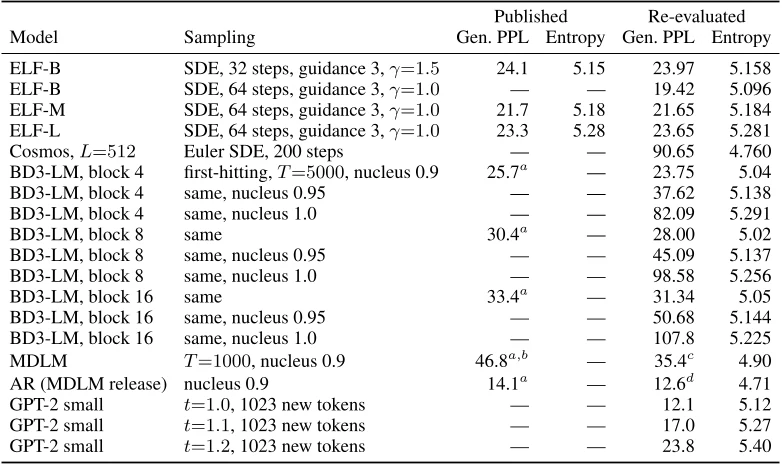 Published Re-evaluated
Model Sampling Gen. PPL Entropy Gen. PPL Entropy
ELF-B SDE, 32 steps, guidance 3, γ=1.5 24.1 5.15 23.97 5.158
ELF-B SDE, 64 steps, guidance 3, γ=1.0 — — 19.42 5.096
ELF-M SDE, 64 steps, guidance 3, γ=1.0 21.7 5.18 21.65 5.184
ELF-L SDE, 64 steps, guidance 3, γ=1.0 23.3 5.28 23.65 5.281
Cosmos, L=512 Euler SDE, 200 steps — — 90.65 4.760
BD3-LM, block 4 first-hitting, T=5000, nucleus 0.9 25.7ᵃ — 23.75 5.04
BD3-LM, block 4 same, nucleus 0.95 — — 37.62 5.138
BD3-LM, block 4 same, nucleus 1.0 — — 82.09 5.291
BD3-LM, block 8 same 30.4ᵃ — 28.00 5.02
BD3-LM, block 8 same, nucleus 0.95 — — 45.09 5.137
BD3-LM, block 8 same, nucleus 1.0 — — 98.58 5.256
BD3-LM, block 16 same 33.4ᵃ — 31.34 5.05
BD3-LM, block 16 same, nucleus 0.95 — — 50.68 5.144
BD3-LM, block 16 same, nucleus 1.0 — — 107.8 5.225
MDLM T=1000, nucleus 0.9 46.8ᵃ,ᵇ — 35.4ᶜ 4.90
AR (MDLM release) nucleus 0.9 14.1ᵃ — 12.6ᵈ 4.71
GPT-2 small t=1.0, 1023 new tokens — — 12.1 5.12
GPT-2 small t=1.1, 1023 new tokens — — 17.0 5.27
GPT-2 small t=1.2, 1023 new tokens — — 23.8 5.40